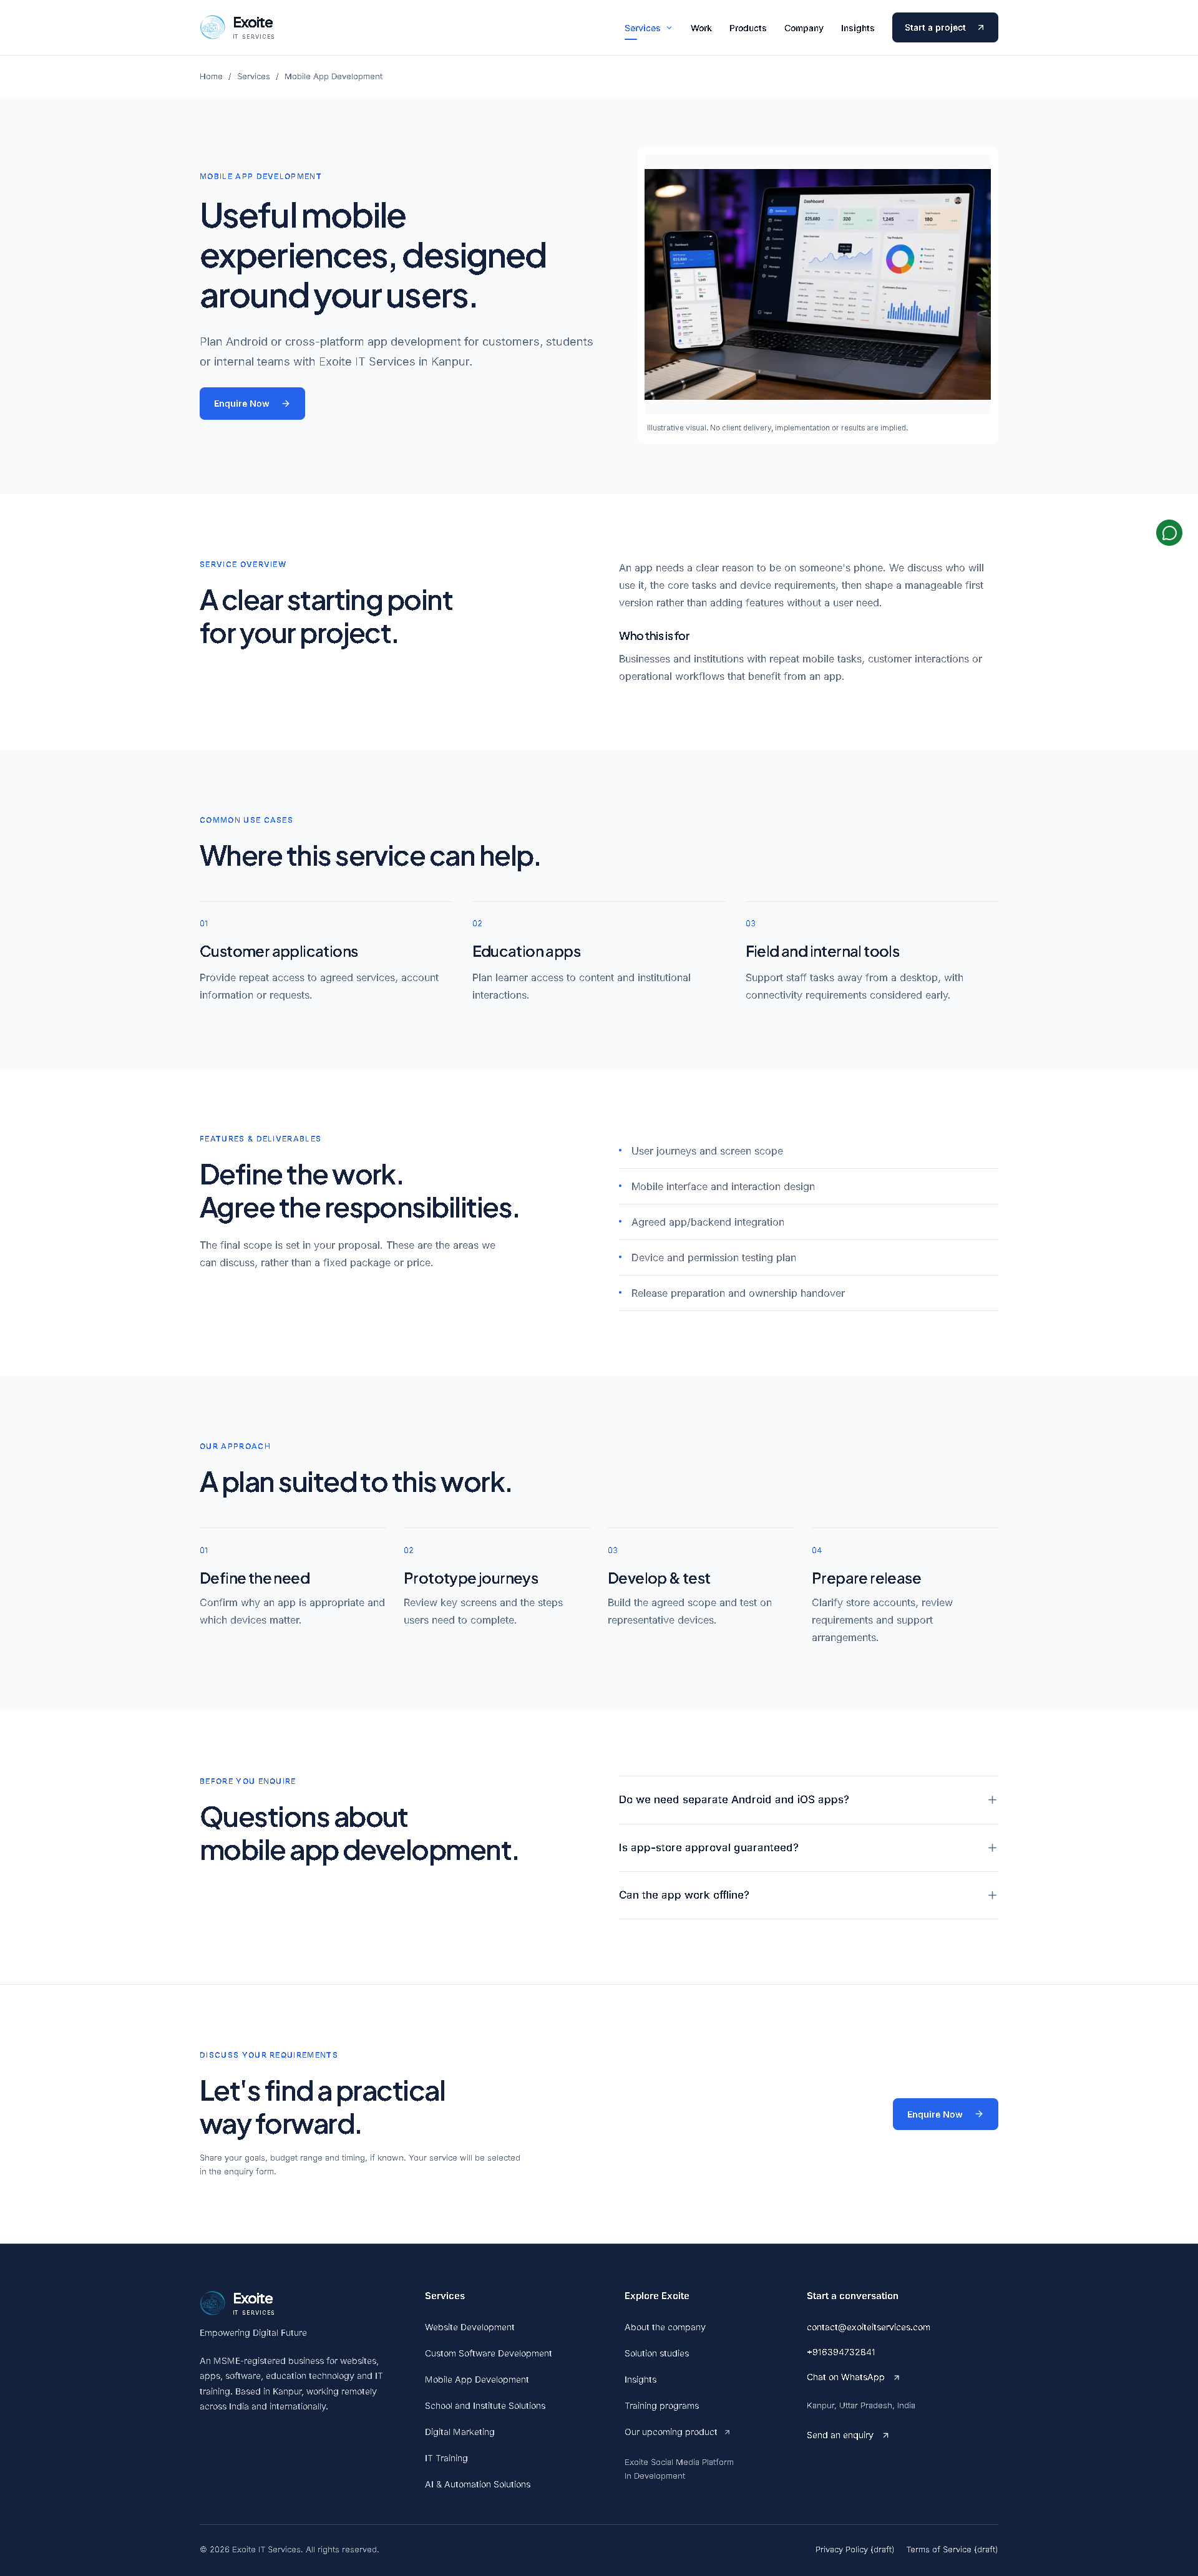 Exoite
IT SERVICES
Services
Work
Products
Company
Insights
Start a project
Home / Services / Mobile App Development
MOBILE APP DEVELOPMENT
Useful mobile
experiences, designed
around your users.
Plan Android or cross-platform app development for customers, students
or internal teams with Exoite IT Services in Kanpur.
Enquire Now
Dashboard
Illustrative visual. No client delivery, implementation or results are implied.
SERVICE OVERVIEW
A clear starting point
for your project.
An app needs a clear reason to be on someone's phone. We discuss who will
use it, the core tasks and device requirements, then shape a manageable first
version rather than adding features without a user need.
Who this is for
Businesses and institutions with repeat mobile tasks, customer interactions or
operational workflows that benefit from an app.
COMMON USE CASES
Where this service can help.
01
Customer applications
Provide repeat access to agreed services, account
information or requests.
02
Education apps
Plan learner access to content and institutional
interactions.
03
Field and internal tools
Support staff tasks away from a desktop, with
connectivity requirements considered early.
FEATURES & DELIVERABLES
Define the work.
Agree the responsibilities.
The final scope is set in your proposal. These are the areas we
can discuss, rather than a fixed package or price.
User journeys and screen scope
Mobile interface and interaction design
Agreed app/backend integration
Device and permission testing plan
Release preparation and ownership handover
OUR APPROACH
A plan suited to this work.
01
Define the need
Confirm why an app is appropriate and
which devices matter.
02
Prototype journeys
Review key screens and the steps
users need to complete.
03
Develop & test
Build the agreed scope and test on
representative devices.
04
Prepare release
Clarify store accounts, review
requirements and support
arrangements.
BEFORE YOU ENQUIRE
Questions about
mobile app development.
Do we need separate Android and iOS apps?
Is app-store approval guaranteed?
Can the app work offline?
DISCUSS YOUR REQUIREMENTS
Let's find a practical
way forward.
Share your goals, budget range and timing, if known. Your service will be selected
in the enquiry form.
Enquire Now
Exoite
IT SERVICES
Empowering Digital Future
An MSME-registered business for websites,
apps, software, education technology and IT
training. Based in Kanpur, working remotely
across India and internationally.
Services
Website Development
Custom Software Development
Mobile App Development
School and Institute Solutions
Digital Marketing
IT Training
AI & Automation Solutions
Explore Exoite
About the company
Solution studies
Insights
Training programs
Our upcoming product
Exoite Social Media Platform
In Development
Start a conversation
contact@exoiteitservices.com
+916394732841
Chat on WhatsApp
Kanpur, Uttar Pradesh, India
Send an enquiry
© 2026 Exoite IT Services. All rights reserved.
Privacy Policy (draft)
Terms of Service (draft)